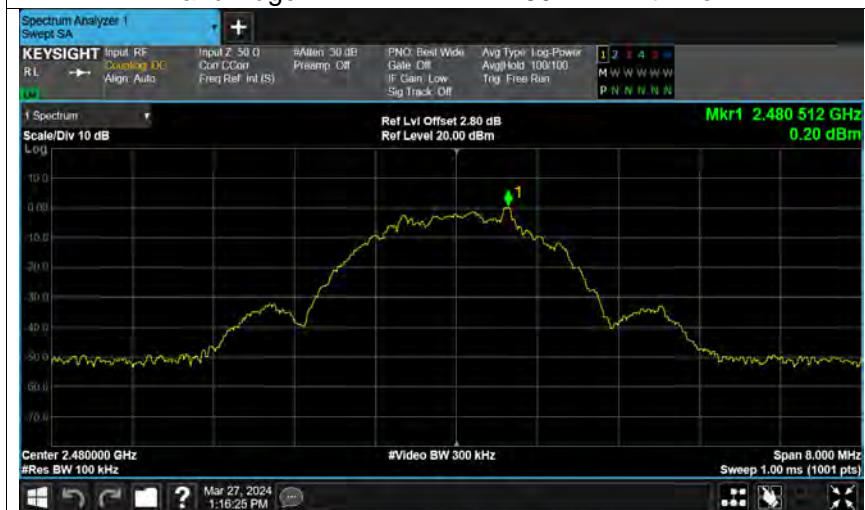 Spectrum Analyzer 1
Swept SA
+
KEYSIGHT Input: RF Input Z: 50 Ω #Atten: 30 dB PNO: Best Wide Avg Type: Log-Power 1 2 3 4 5 6
RL Coupling: DC Corr CCorr Preamp: Off Gate: Off Avg|Hold: 100/100 M W W W W W
Align: Auto Freq Ref: Int (S) IF Gain: Low Trig: Free Run
Sig Track: Off P N N N N N
1 Spectrum
Scale/Div 10 dB
Ref Lvl Offset 2.80 dB
Ref Level 20.00 dBm
Mkr1 2.480 512 GHz
0.20 dBm
Log
10.0
1
0.00
-10.0
-20.0
-30.0
-40.0
-50.0
-60.0
-70.0
Center 2.480000 GHz #Video BW 300 kHz Span 8.000 MHz
#Res BW 100 kHz Sweep 1.00 ms (1001 pts)
? Mar 27, 2024
1:16:25 PM